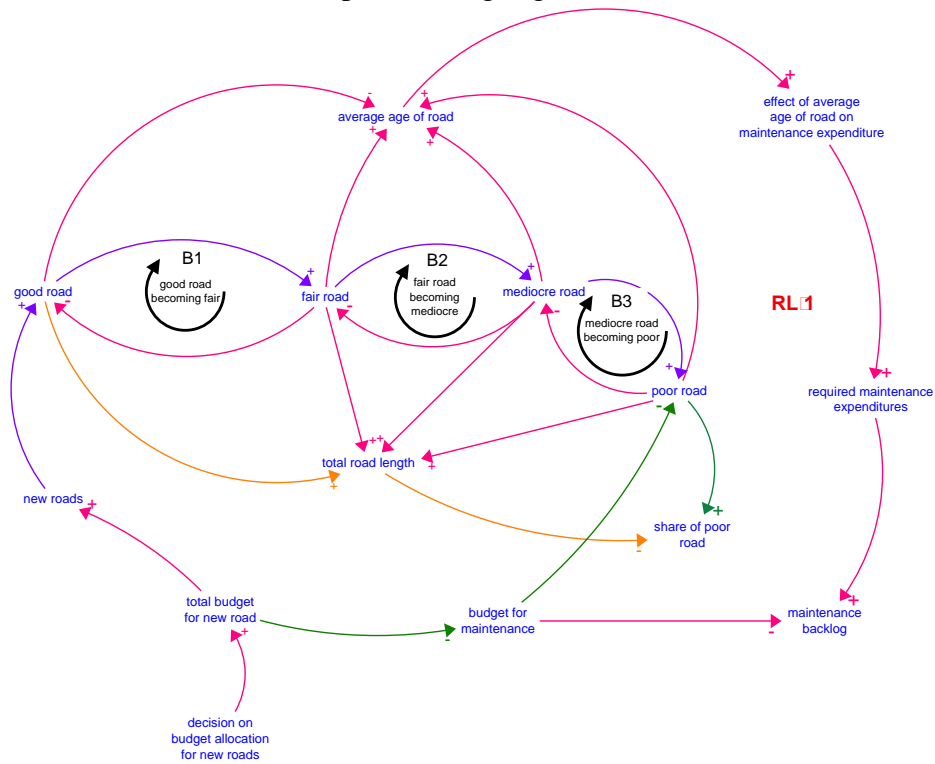 average age of road
effect of average
age of road on
maintenance expenditure
B1
good road
becoming fair
B2
fair road
becoming
mediocre
B3
mediocre road
becoming poor
good road
fair road
mediocre road
RL 1
poor road
required maintenance
expenditures
total road length
new roads
share of poor
road
total budget
for new road
budget for
maintenance
maintenance
backlog
decision on
budget allocation
for new roads